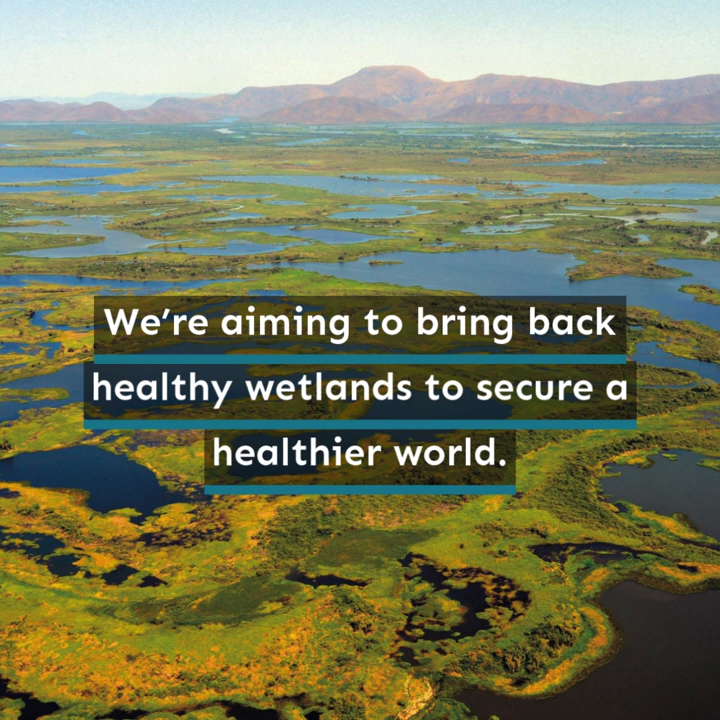 We’re aiming to bring back
healthy wetlands to secure a
healthier world.